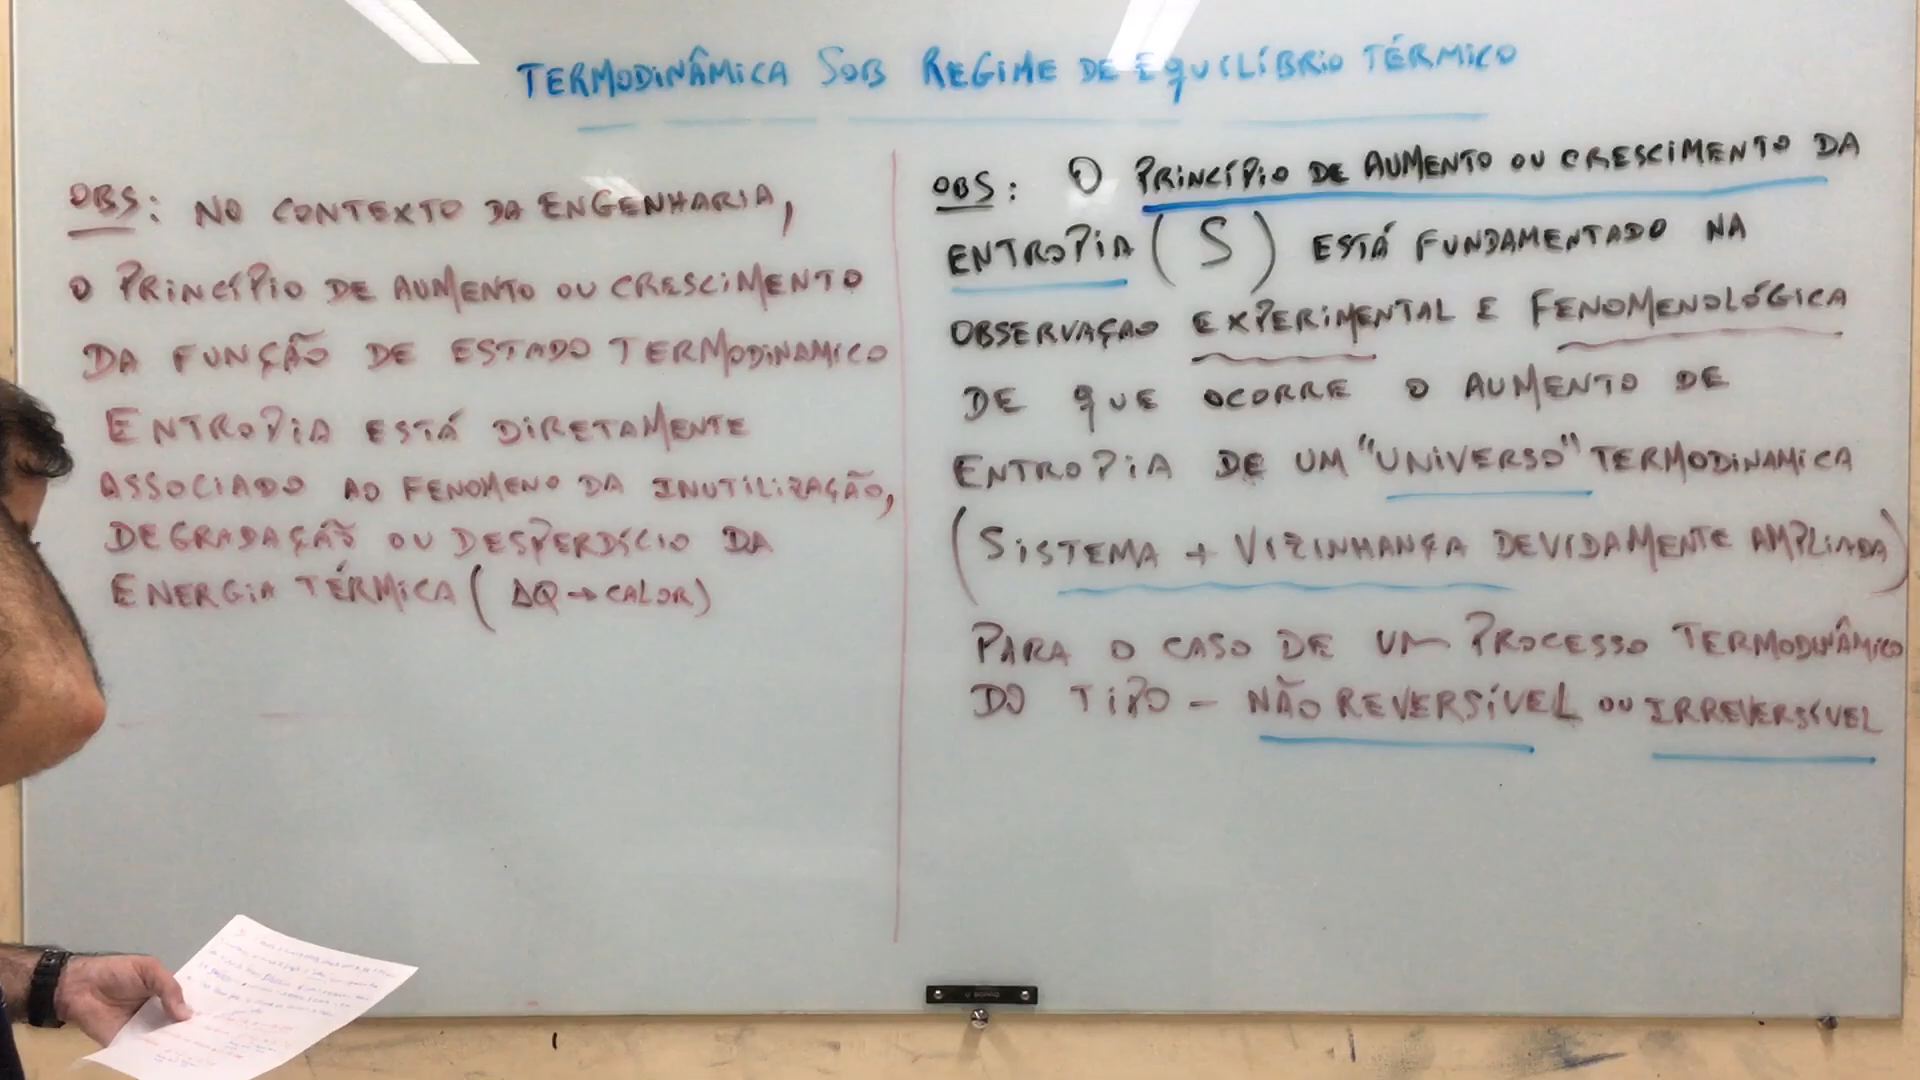 TERMODINÂMICA SOB REGIME DE EQUILÍBRIO TÉRMICO
OBS: NO CONTEXTO DA ENGENHARIA,
O PRINCÍPIO DE AUMENTO OU CRESCIMENTO
DA FUNÇÃO DE ESTADO TERMODINAMICO
ENTROPIA ESTÁ DIRETAMENTE
ASSOCIADO AO FENOMENO DA INUTILIZAÇÃO,
DEGRADAÇÃO OU DESPERDÍCIO DA
ENERGIA TÉRMICA (ΔQ → CALOR)
OBS: O PRINCÍPIO DE AUMENTO OU CRESCIMENTO DA
ENTROPIA (S) ESTÁ FUNDAMENTADO NA
OBSERVAÇAO EXPERIMENTAL E FENOMENOLÓGICA
DE QUE OCORRE O AUMENTO DE
ENTROPIA DE UM "UNIVERSO" TERMODINAMICA
(SISTEMA + VIZINHANÇA DEVIDAMENTE AMPLIADA)
PARA O CASO DE UM PROCESSO TERMODINÂMICO
DO TIPO - NÃO REVERSÍVEL OU IRREVERSÍVEL